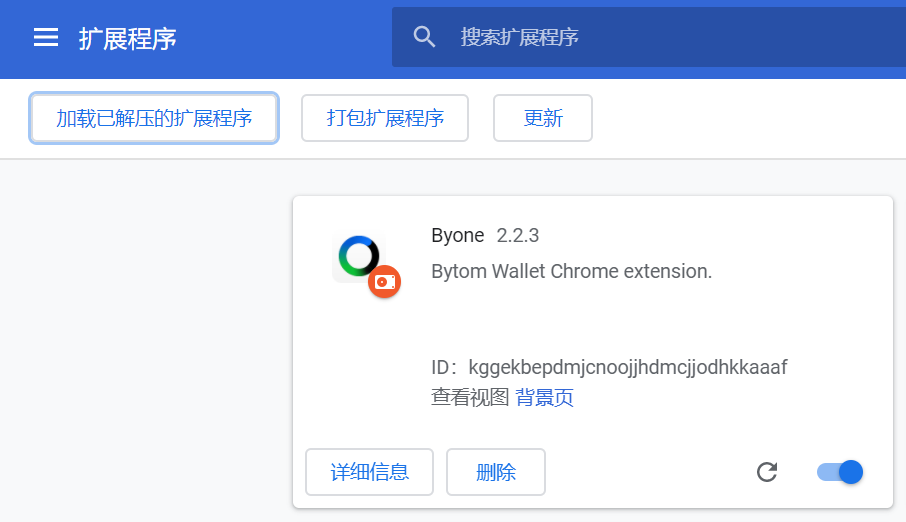 扩展程序
搜索扩展程序
加载已解压的扩展程序 打包扩展程序 更新
Byone 2.2.3
Bytom Wallet Chrome extension.
ID：kggekbepdmjcnoojjhdmcjjodhkkaaaf
查看视图 背景页
详细信息 删除